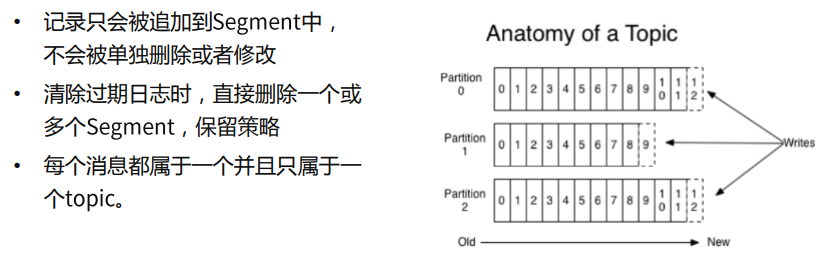 • 记录只会被追加到Segment中，
不会被单独删除或者修改
• 清除过期日志时，直接删除一个或
多个Segment，保留策略
• 每个消息都属于一个并且只属于一
个topic。
Anatomy of a Topic
Partition
0
0 1 2 3 4 5 6 7 8 9 10 11 12
Partition
1
0 1 2 3 4 5 6 7 8 9
Writes
Partition
2
0 1 2 3 4 5 6 7 8 9 10 11 12
Old New